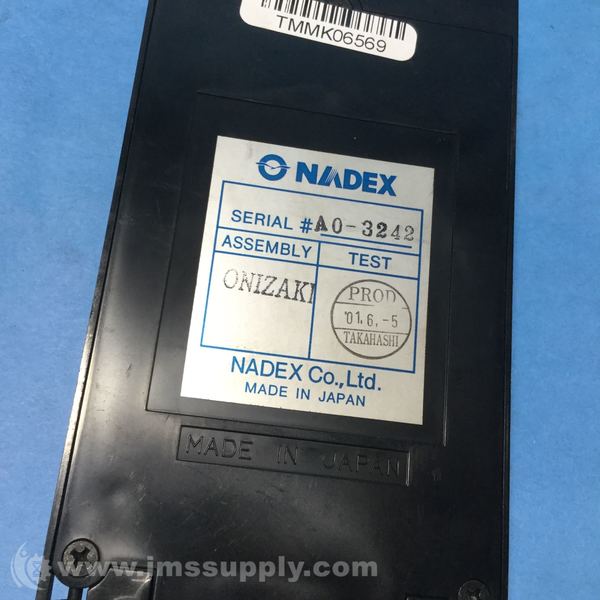 TMMK06569
NADEX
SERIAL # A0-3242
ASSEMBLY TEST
ONIZAKI
PROD
'01.6.-5
TAKAHASHI
NADEX Co.,Ltd.
MADE IN JAPAN
MADE IN JAPAN
www.jmssupply.com